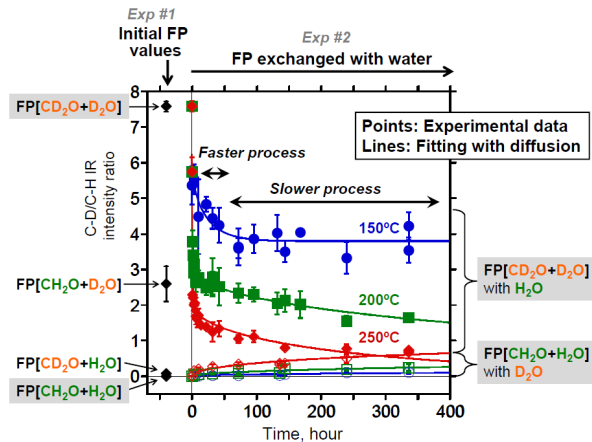 Exp #1
Initial FP
values
Exp #2
FP exchanged with water
FP[CD₂O+D₂O]
FP[CH₂O+D₂O]
FP[CD₂O+H₂O]
FP[CH₂O+H₂O]
C-D/C-H IR
intensity ratio
8
7
6
5
4
3
2
1
0
Points: Experimental data
Lines: Fitting with diffusion
Faster process
Slower process
150ºC
200ºC
250ºC
FP[CD₂O+D₂O]
with H₂O
FP[CH₂O+H₂O]
with D₂O
0
100
200
300
400
Time, hour